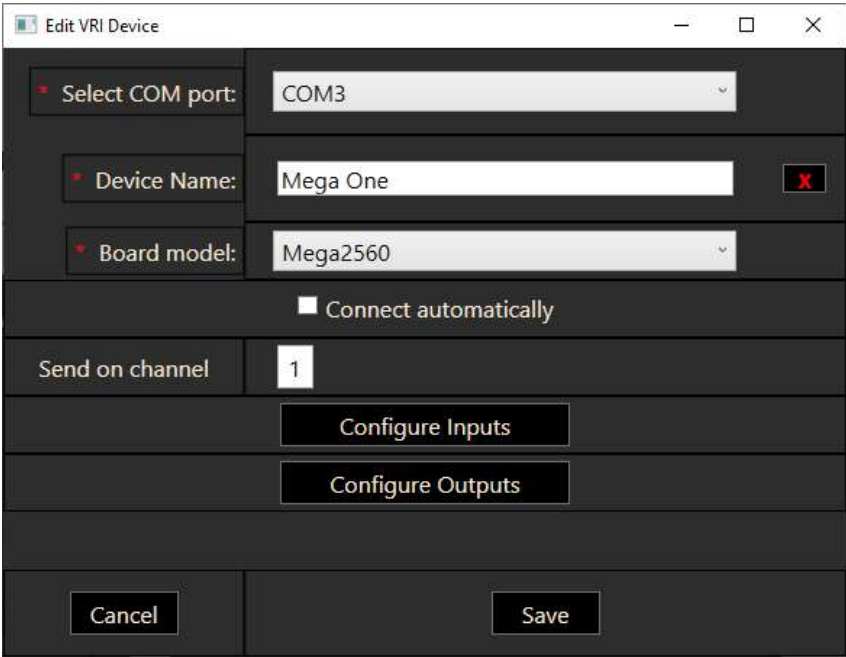 Edit VRI Device
* Select COM port: COM3
* Device Name: Mega One X
* Board model: Mega2560
Connect automatically
Send on channel 1
Configure Inputs
Configure Outputs
Cancel Save